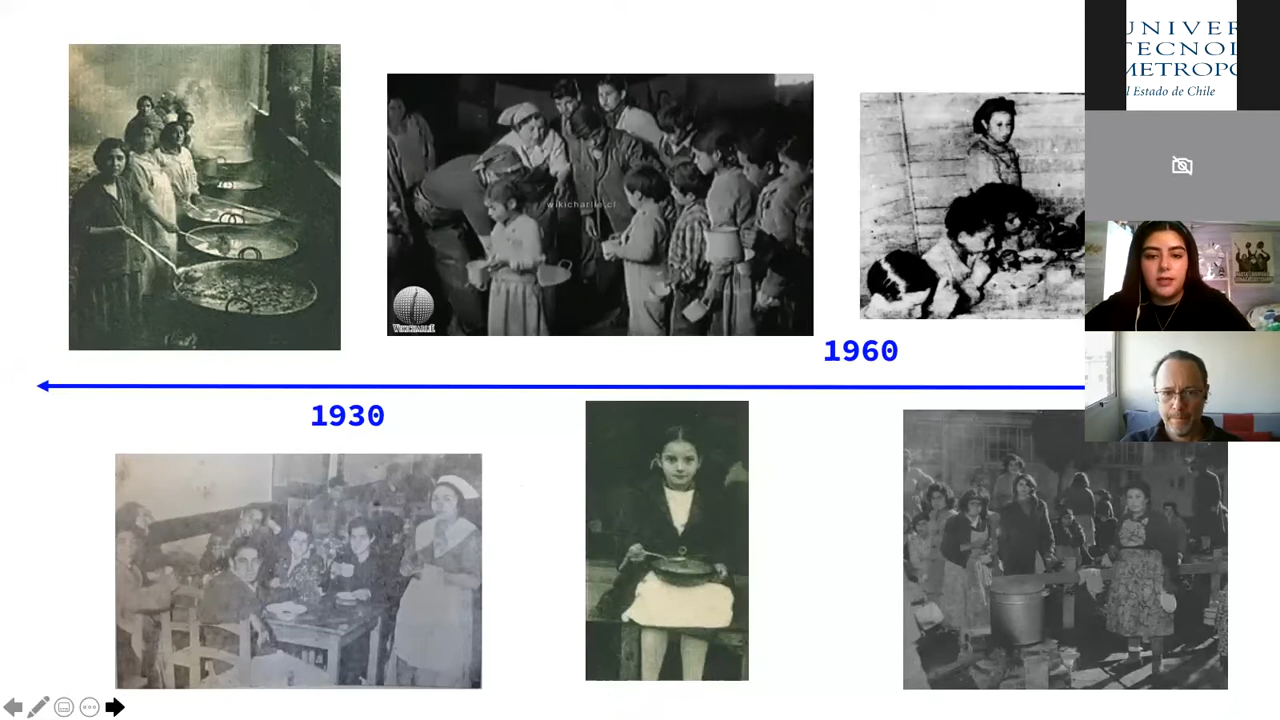 UNIVER
TECNOL
METROPO
l Estado de Chile
wikicharlie.cl
WIKICHARLIE
1960
1930